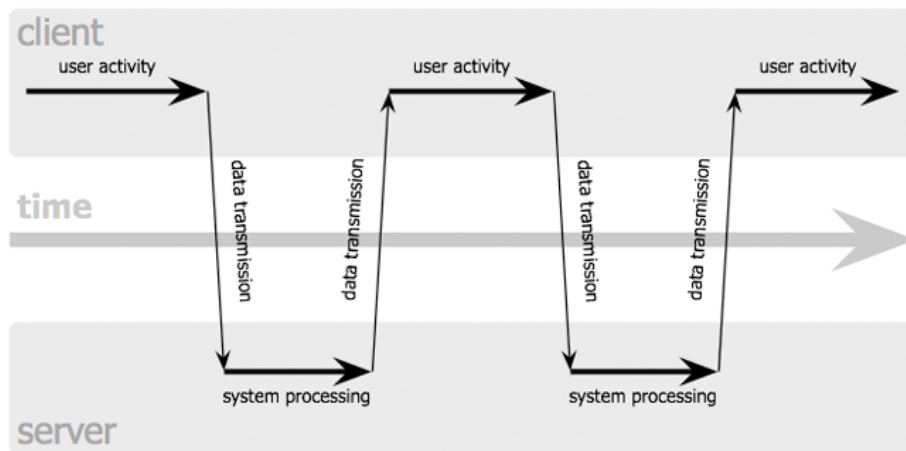 client
user activity
user activity
user activity
data transmission
data transmission
data transmission
data transmission
time
system processing
system processing
server